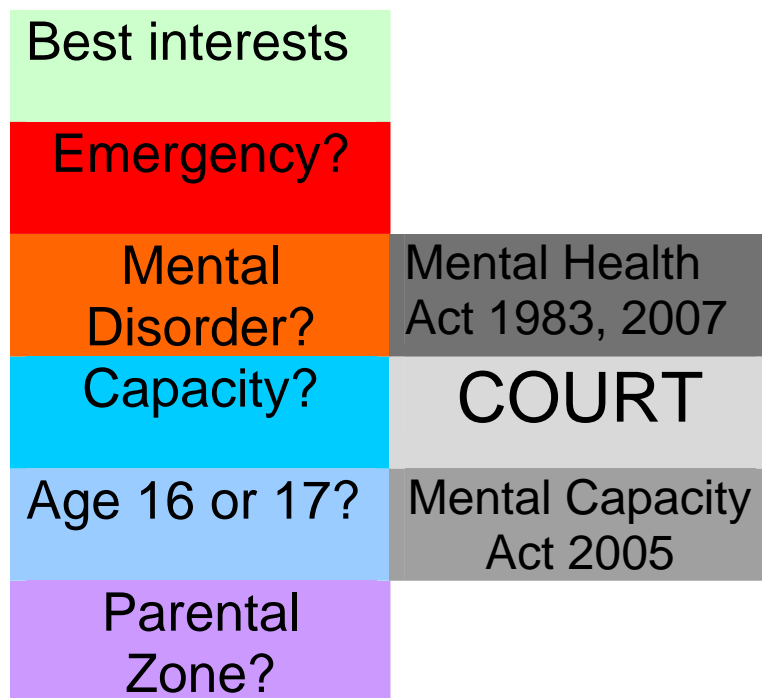 Best interests
Emergency?
Mental
Disorder?
Mental Health
Act 1983, 2007
Capacity?
COURT
Age 16 or 17?
Mental Capacity
Act 2005
Parental
Zone?